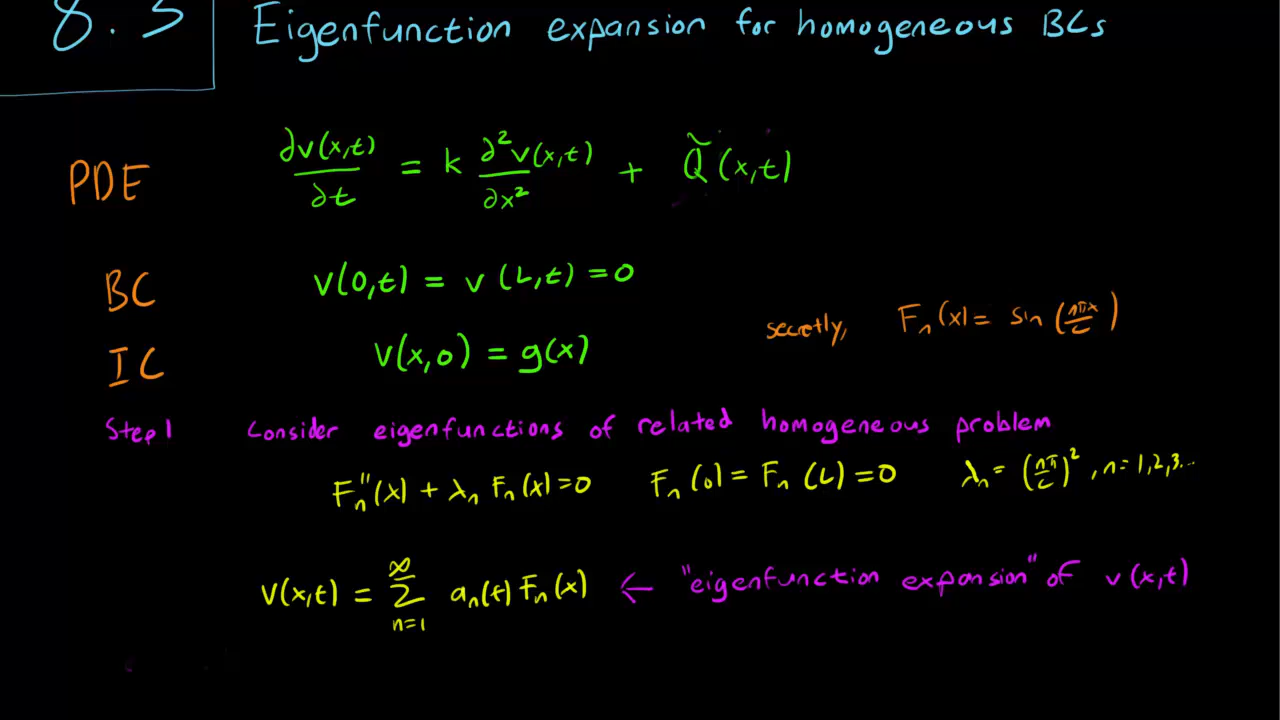 8.3 Eigenfunction expansion for homogeneous BCs
PDE ∂v(x,t)/∂t = k ∂²v(x,t)/∂x² + Q̃(x,t)
BC v(0,t) = v(L,t) = 0
secretly, Fₙ(x) = sin(nπx/L)
IC v(x,0) = g(x)
Step 1 Consider eigenfunctions of related homogeneous problem
Fₙ''(x) + λₙ Fₙ(x) = 0 Fₙ(0) = Fₙ(L) = 0 λₙ = (nπ/L)², n = 1,2,3...
v(x,t) = ∑ₙ₌₁^∞ aₙ(t) Fₙ(x) ← "eigenfunction expansion" of v(x,t)